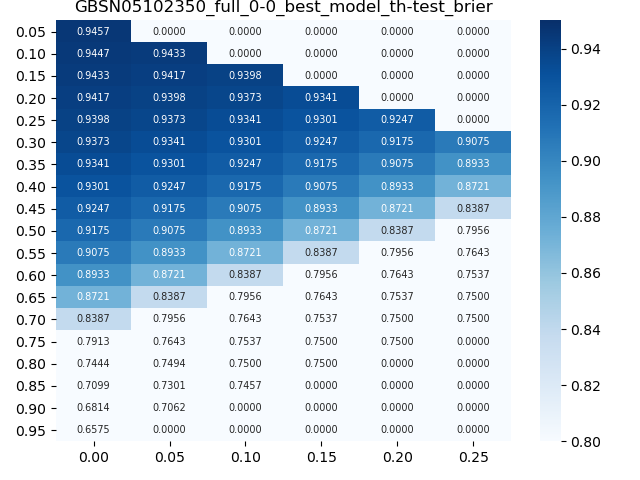 GBSN05102350_full_0-0_best_model_th-test_brier
0.05 0.9457 0.0000 0.0000 0.0000 0.0000 0.0000
0.10 0.9447 0.9433 0.0000 0.0000 0.0000 0.0000
0.15 0.9433 0.9417 0.9398 0.0000 0.0000 0.0000
0.20 0.9417 0.9398 0.9373 0.9341 0.0000 0.0000
0.25 0.9398 0.9373 0.9341 0.9301 0.9247 0.0000
0.30 0.9373 0.9341 0.9301 0.9247 0.9175 0.9075
0.35 0.9341 0.9301 0.9247 0.9175 0.9075 0.8933
0.40 0.9301 0.9247 0.9175 0.9075 0.8933 0.8721
0.45 0.9247 0.9175 0.9075 0.8933 0.8721 0.8387
0.50 0.9175 0.9075 0.8933 0.8721 0.8387 0.7956
0.55 0.9075 0.8933 0.8721 0.8387 0.7956 0.7643
0.60 0.8933 0.8721 0.8387 0.7956 0.7643 0.7537
0.65 0.8721 0.8387 0.7956 0.7643 0.7537 0.7500
0.70 0.8387 0.7956 0.7643 0.7537 0.7500 0.7500
0.75 0.7913 0.7643 0.7537 0.7500 0.7500 0.0000
0.80 0.7444 0.7494 0.7500 0.7500 0.0000 0.0000
0.85 0.7099 0.7301 0.7457 0.0000 0.0000 0.0000
0.90 0.6814 0.7062 0.0000 0.0000 0.0000 0.0000
0.95 0.6575 0.0000 0.0000 0.0000 0.0000 0.0000
0.00 0.05 0.10 0.15 0.20 0.25
0.94
0.92
0.90
0.88
0.86
0.84
0.82
0.80